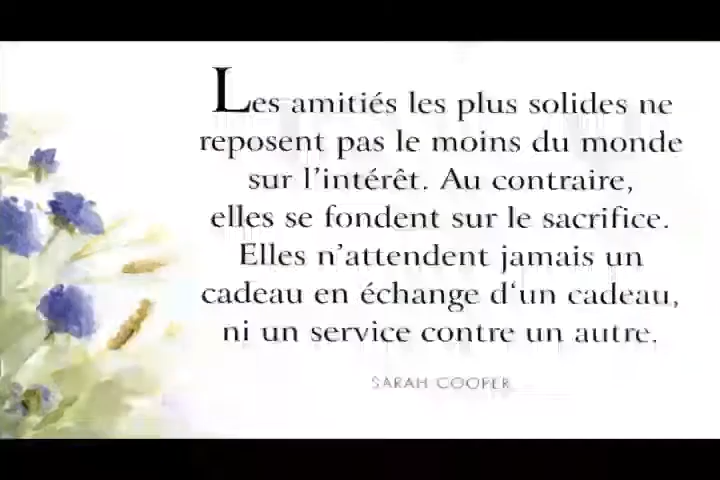 Les amitiés les plus solides ne
reposent pas le moins du monde
sur l'intérêt. Au contraire,
elles se fondent sur le sacrifice.
Elles n'attendent jamais un
cadeau en échange d'un cadeau,
ni un service contre un autre.
SARAH COOPER